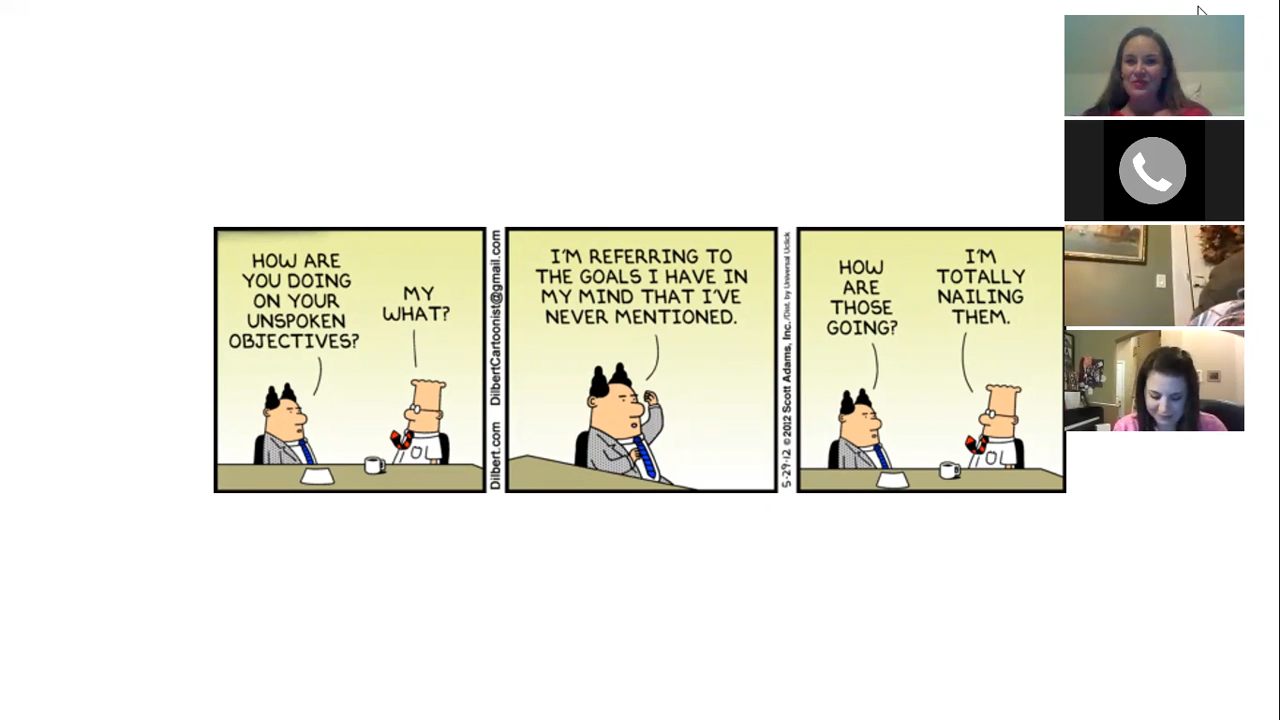 HOW ARE
YOU DOING
ON YOUR
UNSPOKEN
OBJECTIVES?
MY
WHAT?
Dilbert.com DilbertCartoonist@gmail.com
I'M REFERRING TO
THE GOALS I HAVE IN
MY MIND THAT I'VE
NEVER MENTIONED.
5-29-12 © 2012 Scott Adams, Inc. /Dist. by Universal Uclick
HOW
ARE
THOSE
GOING?
I'M
TOTALLY
NAILING
THEM.